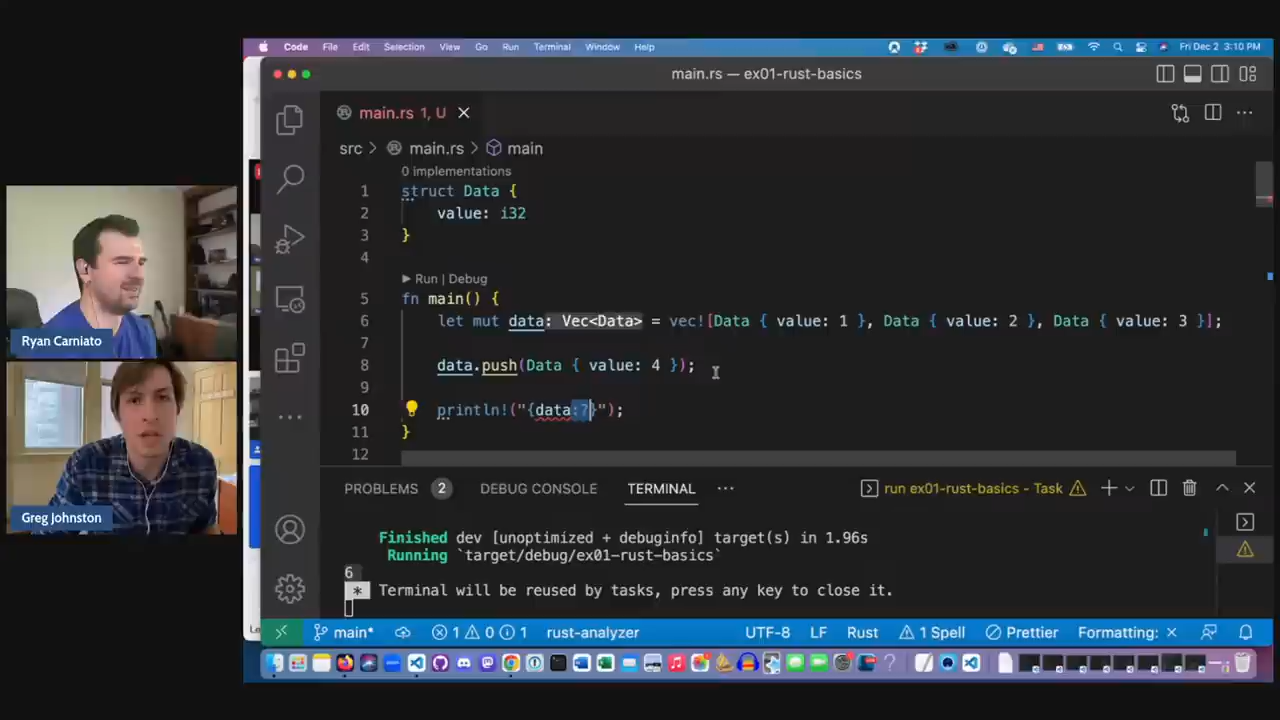 Code File Edit Selection View Go Run Terminal Window Help Fri Dec 2 3:10 PM
main.rs — ex01-rust-basics
main.rs 1, U
src > main.rs > main
0 implementations
1 struct Data {
2 value: i32
3 }
4
Run | Debug
5 fn main() {
6 let mut data: Vec<Data> = vec![Data { value: 1 }, Data { value: 2 }, Data { value: 3 }];
7
8 data.push(Data { value: 4 });
9
10 println!("{data:?}");
11 }
12
Ryan Carniato
Greg Johnston
PROBLEMS 2 DEBUG CONSOLE TERMINAL ··· run ex01-rust-basics - Task
Finished dev [unoptimized + debuginfo] target(s) in 1.96s
Running `target/debug/ex01-rust-basics`
6
* Terminal will be reused by tasks, press any key to close it.
main* 1 0 1 rust-analyzer UTF-8 LF Rust 1 Spell Prettier Formatting: ×